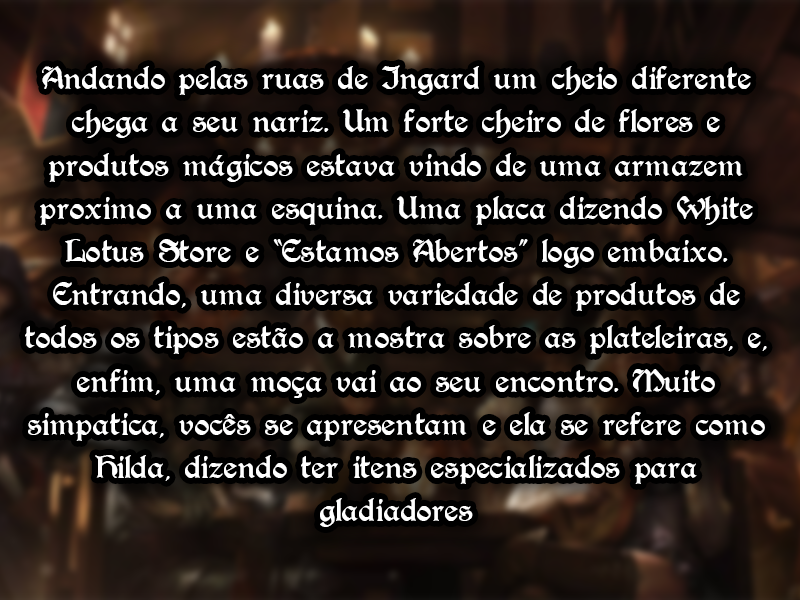 Andando pelas ruas de Ingard um cheio diferente
chega a seu nariz. Um forte cheiro de flores e
produtos mágicos estava vindo de uma armazem
proximo a uma esquina. Uma placa dizendo White
Lotus Store e "Estamos Abertos" logo embaixo.
Entrando, uma diversa variedade de produtos de
todos os tipos estão a mostra sobre as plateleiras, e,
enfim, uma moça vai ao seu encontro. Muito
simpatica, vocês se apresentam e ela se refere como
Hilda, dizendo ter itens especializados para
gladiadores